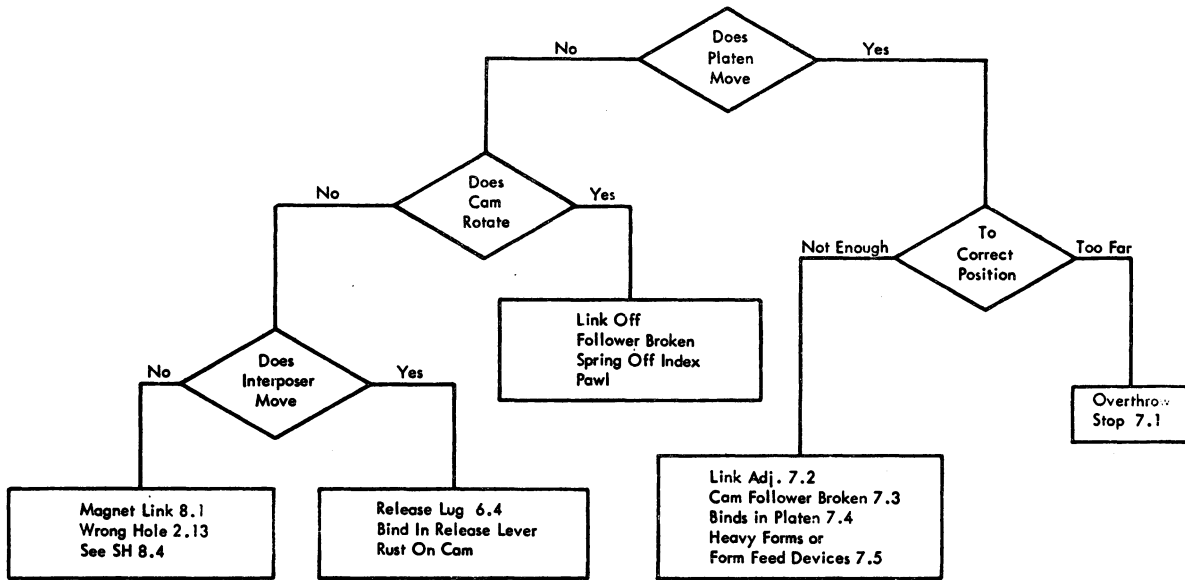 Does
Platen
Move
No
Yes
Does
Cam
Rotate
No
Yes
To
Correct
Position
Not Enough
Too Far
Link Off
Follower Broken
Spring Off Index
Pawl
Does
Interposer
Move
No
Yes
Overthrow
Stop 7.1
Magnet Link 8.1
Wrong Hole 2.13
See SH 8.4
Release Lug 6.4
Bind In Release Lever
Rust On Cam
Link Adj. 7.2
Cam Follower Broken 7.3
Binds in Platen 7.4
Heavy Forms or
Form Feed Devices 7.5